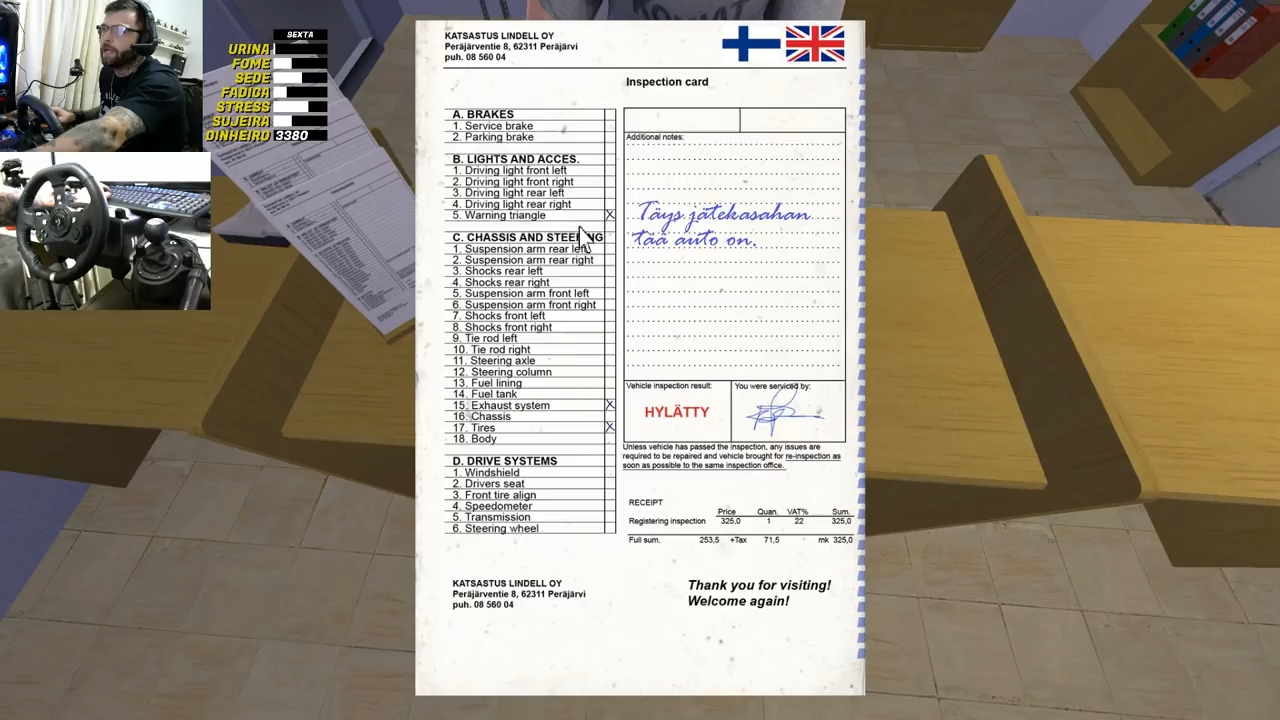 SEXTA
URINA
FOME
SEDE
FADIGA
STRESS
SUJEIRA
DINHEIRO 3380
KATSASTUS LINDELL OY
Peräjärventie 8, 62311 Peräjärvi
puh. 08 560 04
Inspection card
A. BRAKES
1. Service brake
2. Parking brake
B. LIGHTS AND ACCES.
1. Driving light front left
2. Driving light front right
3. Driving light rear left
4. Driving light rear right
5. Warning triangle X
C. CHASSIS AND STEERING
1. Suspension arm rear left
2. Suspension arm rear right
3. Shocks rear left
4. Shocks rear right
5. Suspension arm front left
6. Suspension arm front right
7. Shocks front left
8. Shocks front right
9. Tie rod left
10. Tie rod right
11. Steering axle
12. Steering column
13. Fuel lining
14. Fuel tank
15. Exhaust system X
16. Chassis
17. Tires X
18. Body
D. DRIVE SYSTEMS
1. Windshield
2. Drivers seat
3. Front tire align
4. Speedometer
5. Transmission
6. Steering wheel
Additional notes:
Täys jätekasahan
tää auto on.
Vehicle inspection result:
HYLÄTTY
You were serviced by:
Unless vehicle has passed the inspection, any issues are
required to be repaired and vehicle brought for re-inspection as
soon as possible to the same inspection office.
RECEIPT
Price Quan. VAT% Sum.
Registering inspection 325,0 1 22 325,0
Full sum. 253,5 +Tax 71,5 mk 325,0
KATSASTUS LINDELL OY
Peräjärventie 8, 62311 Peräjärvi
puh. 08 560 04
Thank you for visiting!
Welcome again!